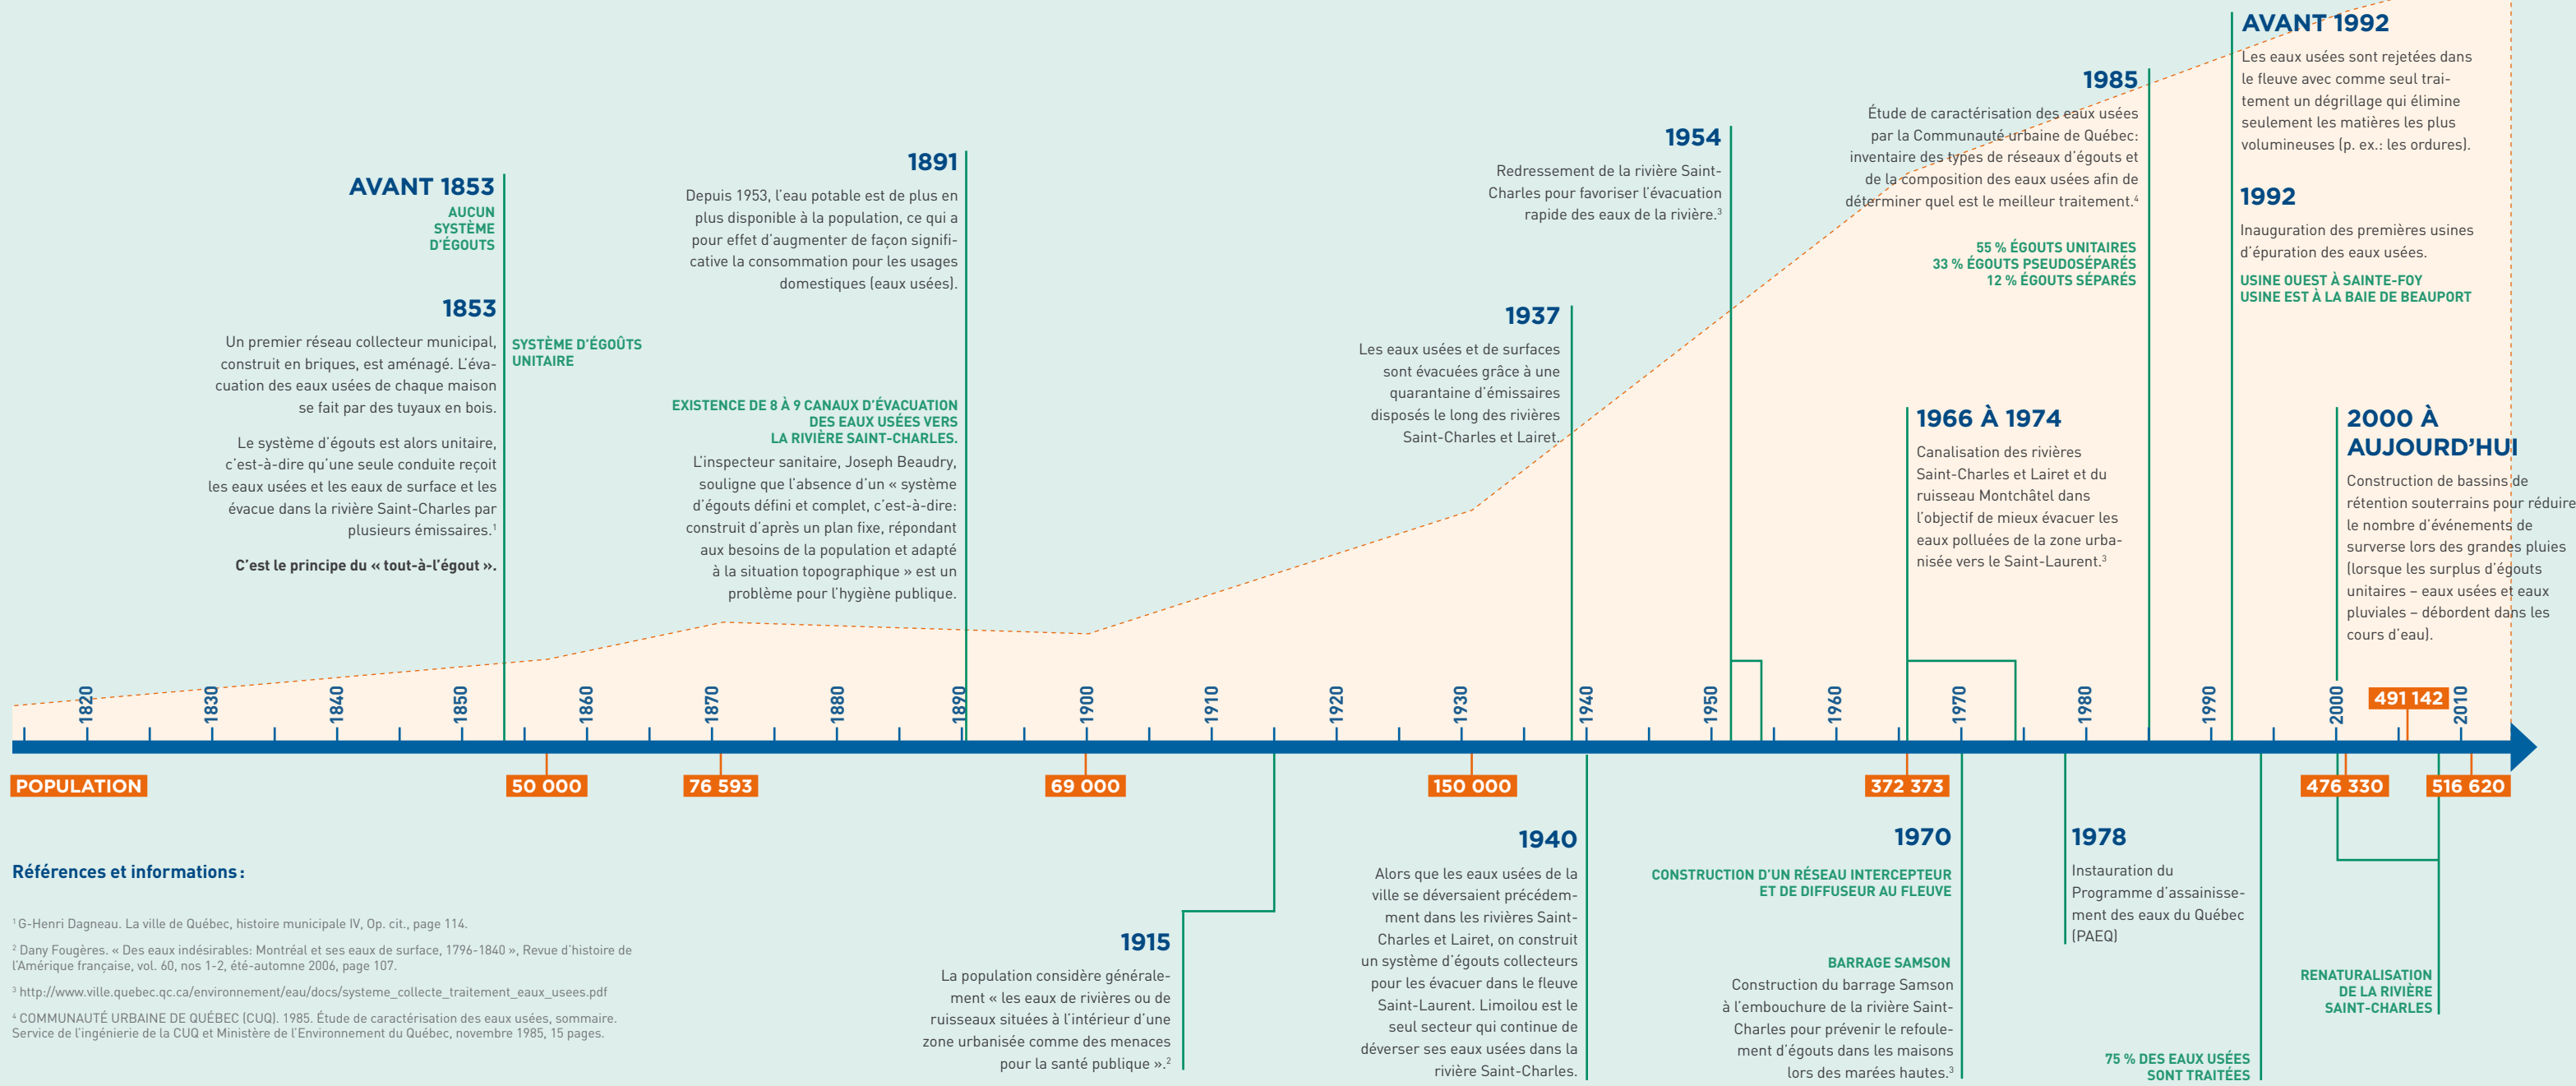 AVANT 1853
AUCUN
SYSTÈME
D'ÉGOUTS
1853
Un premier réseau collecteur municipal,
construit en briques, est aménagé. L'éva-
cuation des eaux usées de chaque maison
se fait par des tuyaux en bois.
Le système d'égouts est alors unitaire,
c'est-à-dire qu'une seule conduite reçoit
les eaux usées et les eaux de surface et les
évacue dans la rivière Saint-Charles par
plusieurs émissaires.1
C'est le principe du « tout-à-l'égout ».
SYSTÈME D'ÉGOÛTS
UNITAIRE
1891
Depuis 1953, l'eau potable est de plus en
plus disponible à la population, ce qui a
pour effet d'augmenter de façon signifi-
cative la consommation pour les usages
domestiques (eaux usées).
EXISTENCE DE 8 À 9 CANAUX D'ÉVACUATION
DES EAUX USÉES VERS
LA RIVIÈRE SAINT-CHARLES.
L'inspecteur sanitaire, Joseph Beaudry,
souligne que l'absence d'un « système
d'égouts défini et complet, c'est-à-dire:
construit d'après un plan fixe, répondant
aux besoins de la population et adapté
à la situation topographique » est un
problème pour l'hygiène publique.
1937
Les eaux usées et de surfaces
sont évacuées grâce à une
quarantaine d'émissaires
disposés le long des rivières
Saint-Charles et Lairet.
1954
Redressement de la rivière Saint-
Charles pour favoriser l'évacuation
rapide des eaux de la rivière.3
1985
Étude de caractérisation des eaux usées
par la Communauté urbaine de Québec:
inventaire des types de réseaux d'égouts et
de la composition des eaux usées afin de
déterminer quel est le meilleur traitement.4
55 % ÉGOUTS UNITAIRES
33 % ÉGOUTS PSEUDOSÉPARÉS
12 % ÉGOUTS SÉPARÉS
1966 À 1974
Canalisation des rivières
Saint-Charles et Lairet et du
ruisseau Montchâtel dans
l'objectif de mieux évacuer les
eaux polluées de la zone urba-
nisée vers le Saint-Laurent.3
AVANT 1992
Les eaux usées sont rejetées dans
le fleuve avec comme seul trai-
tement un dégrillage qui élimine
seulement les matières les plus
volumineuses (p. ex.: les ordures).
1992
Inauguration des premières usines
d'épuration des eaux usées.
USINE OUEST À SAINTE-FOY
USINE EST À LA BAIE DE BEAUPORT
2000 À
AUJOURD'HUI
Construction de bassins de
rétention souterrains pour réduire
le nombre d'événements de
surverse lors des grandes pluies
(lorsque les surplus d'égouts
unitaires – eaux usées et eaux
pluviales – débordent dans les
cours d'eau).
1820
1830
1840
1850
1860
1870
1880
1890
1900
1910
1920
1930
1940
1950
1960
1970
1980
1990
2000
491 142
2010
POPULATION
50 000
76 593
69 000
150 000
372 373
476 330
516 620
1915
La population considère générale-
ment « les eaux de rivières ou de
ruisseaux situées à l'intérieur d'une
zone urbanisée comme des menaces
pour la santé publique ».2
1940
Alors que les eaux usées de la
ville se déversaient précédem-
ment dans les rivières Saint-
Charles et Lairet, on construit
un système d'égouts collecteurs
pour les évacuer dans le fleuve
Saint-Laurent. Limoilou est le
seul secteur qui continue de
déverser ses eaux usées dans la
rivière Saint-Charles.
1970
CONSTRUCTION D'UN RÉSEAU INTERCEPTEUR
ET DE DIFFUSEUR AU FLEUVE
BARRAGE SAMSON
Construction du barrage Samson
à l'embouchure de la rivière Saint-
Charles pour prévenir le refoule-
ment d'égouts dans les maisons
lors des marées hautes.3
1978
Instauration du
Programme d'assainisse-
ment des eaux du Québec
(PAEQ)
75 % DES EAUX USÉES
SONT TRAITÉES
RENATURALISATION
DE LA RIVIÈRE
SAINT-CHARLES
Références et informations :
1 G-Henri Dagneau. La ville de Québec, histoire municipale IV, Op. cit., page 114.
2 Dany Fougères. « Des eaux indésirables: Montréal et ses eaux de surface, 1796-1840 », Revue d'histoire de
l'Amérique française, vol. 60, nos 1-2, été-automne 2006, page 107.
3 http://www.ville.quebec.qc.ca/environnement/eau/docs/systeme_collecte_traitement_eaux_usees.pdf
4 COMMUNAUTÉ URBAINE DE QUÉBEC (CUQ). 1985. Étude de caractérisation des eaux usées, sommaire.
Service de l'ingénierie de la CUQ et Ministère de l'Environnement du Québec, novembre 1985, 15 pages.